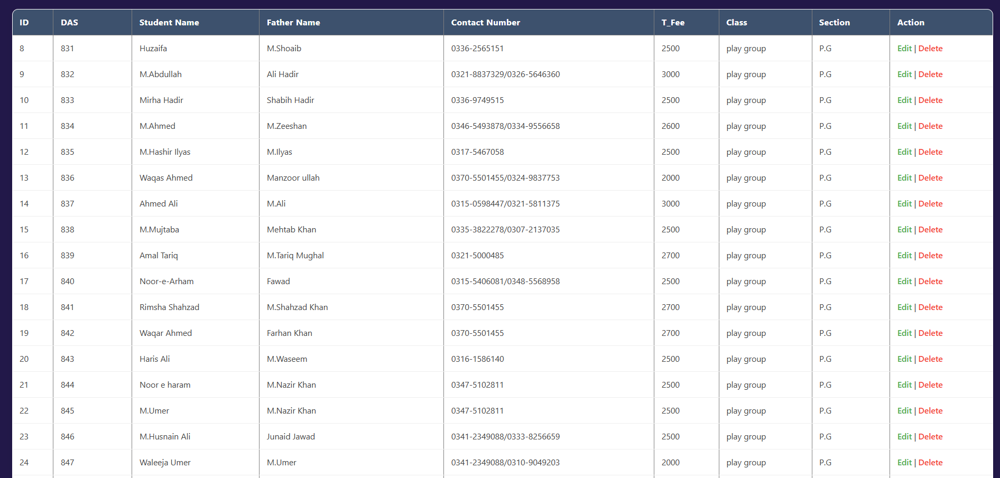 ID DAS Student Name Father Name Contact Number T_Fee Class Section Action
8 831 Huzaifa M.Shoaib 0336-2565151 2500 play group P.G Edit | Delete
9 832 M.Abdullah Ali Hadir 0321-8837329/0326-5646360 3000 play group P.G Edit | Delete
10 833 Mirha Hadir Shabih Hadir 0336-9749515 2500 play group P.G Edit | Delete
11 834 M.Ahmed M.Zeeshan 0346-5493878/0334-9556658 2600 play group P.G Edit | Delete
12 835 M.Hashir Ilyas M.Ilyas 0317-5467058 2500 play group P.G Edit | Delete
13 836 Waqas Ahmed Manzoor ullah 0370-5501455/0324-9837753 2000 play group P.G Edit | Delete
14 837 Ahmed Ali M.Ali 0315-0598447/0321-5811375 3000 play group P.G Edit | Delete
15 838 M.Mujtaba Mehtab Khan 0335-3822278/0307-2137035 2500 play group P.G Edit | Delete
16 839 Amal Tariq M.Tariq Mughal 0321-5000485 2700 play group P.G Edit | Delete
17 840 Noor-e-Arham Fawad 0315-5406081/0348-5568958 2500 play group P.G Edit | Delete
18 841 Rimsha Shahzad M.Shahzad Khan 0370-5501455 2700 play group P.G Edit | Delete
19 842 Waqar Ahmed Farhan Khan 0370-5501455 2700 play group P.G Edit | Delete
20 843 Haris Ali M.Waseem 0316-1586140 2500 play group P.G Edit | Delete
21 844 Noor e haram M.Nazir Khan 0347-5102811 2500 play group P.G Edit | Delete
22 845 M.Umer M.Nazir Khan 0347-5102811 2500 play group P.G Edit | Delete
23 846 M.Husnain Ali Junaid Jawad 0341-2349088/0333-8256659 2500 play group P.G Edit | Delete
24 847 Waleeja Umer M.Umer 0341-2349088/0310-9049203 2000 play group P.G Edit | Delete